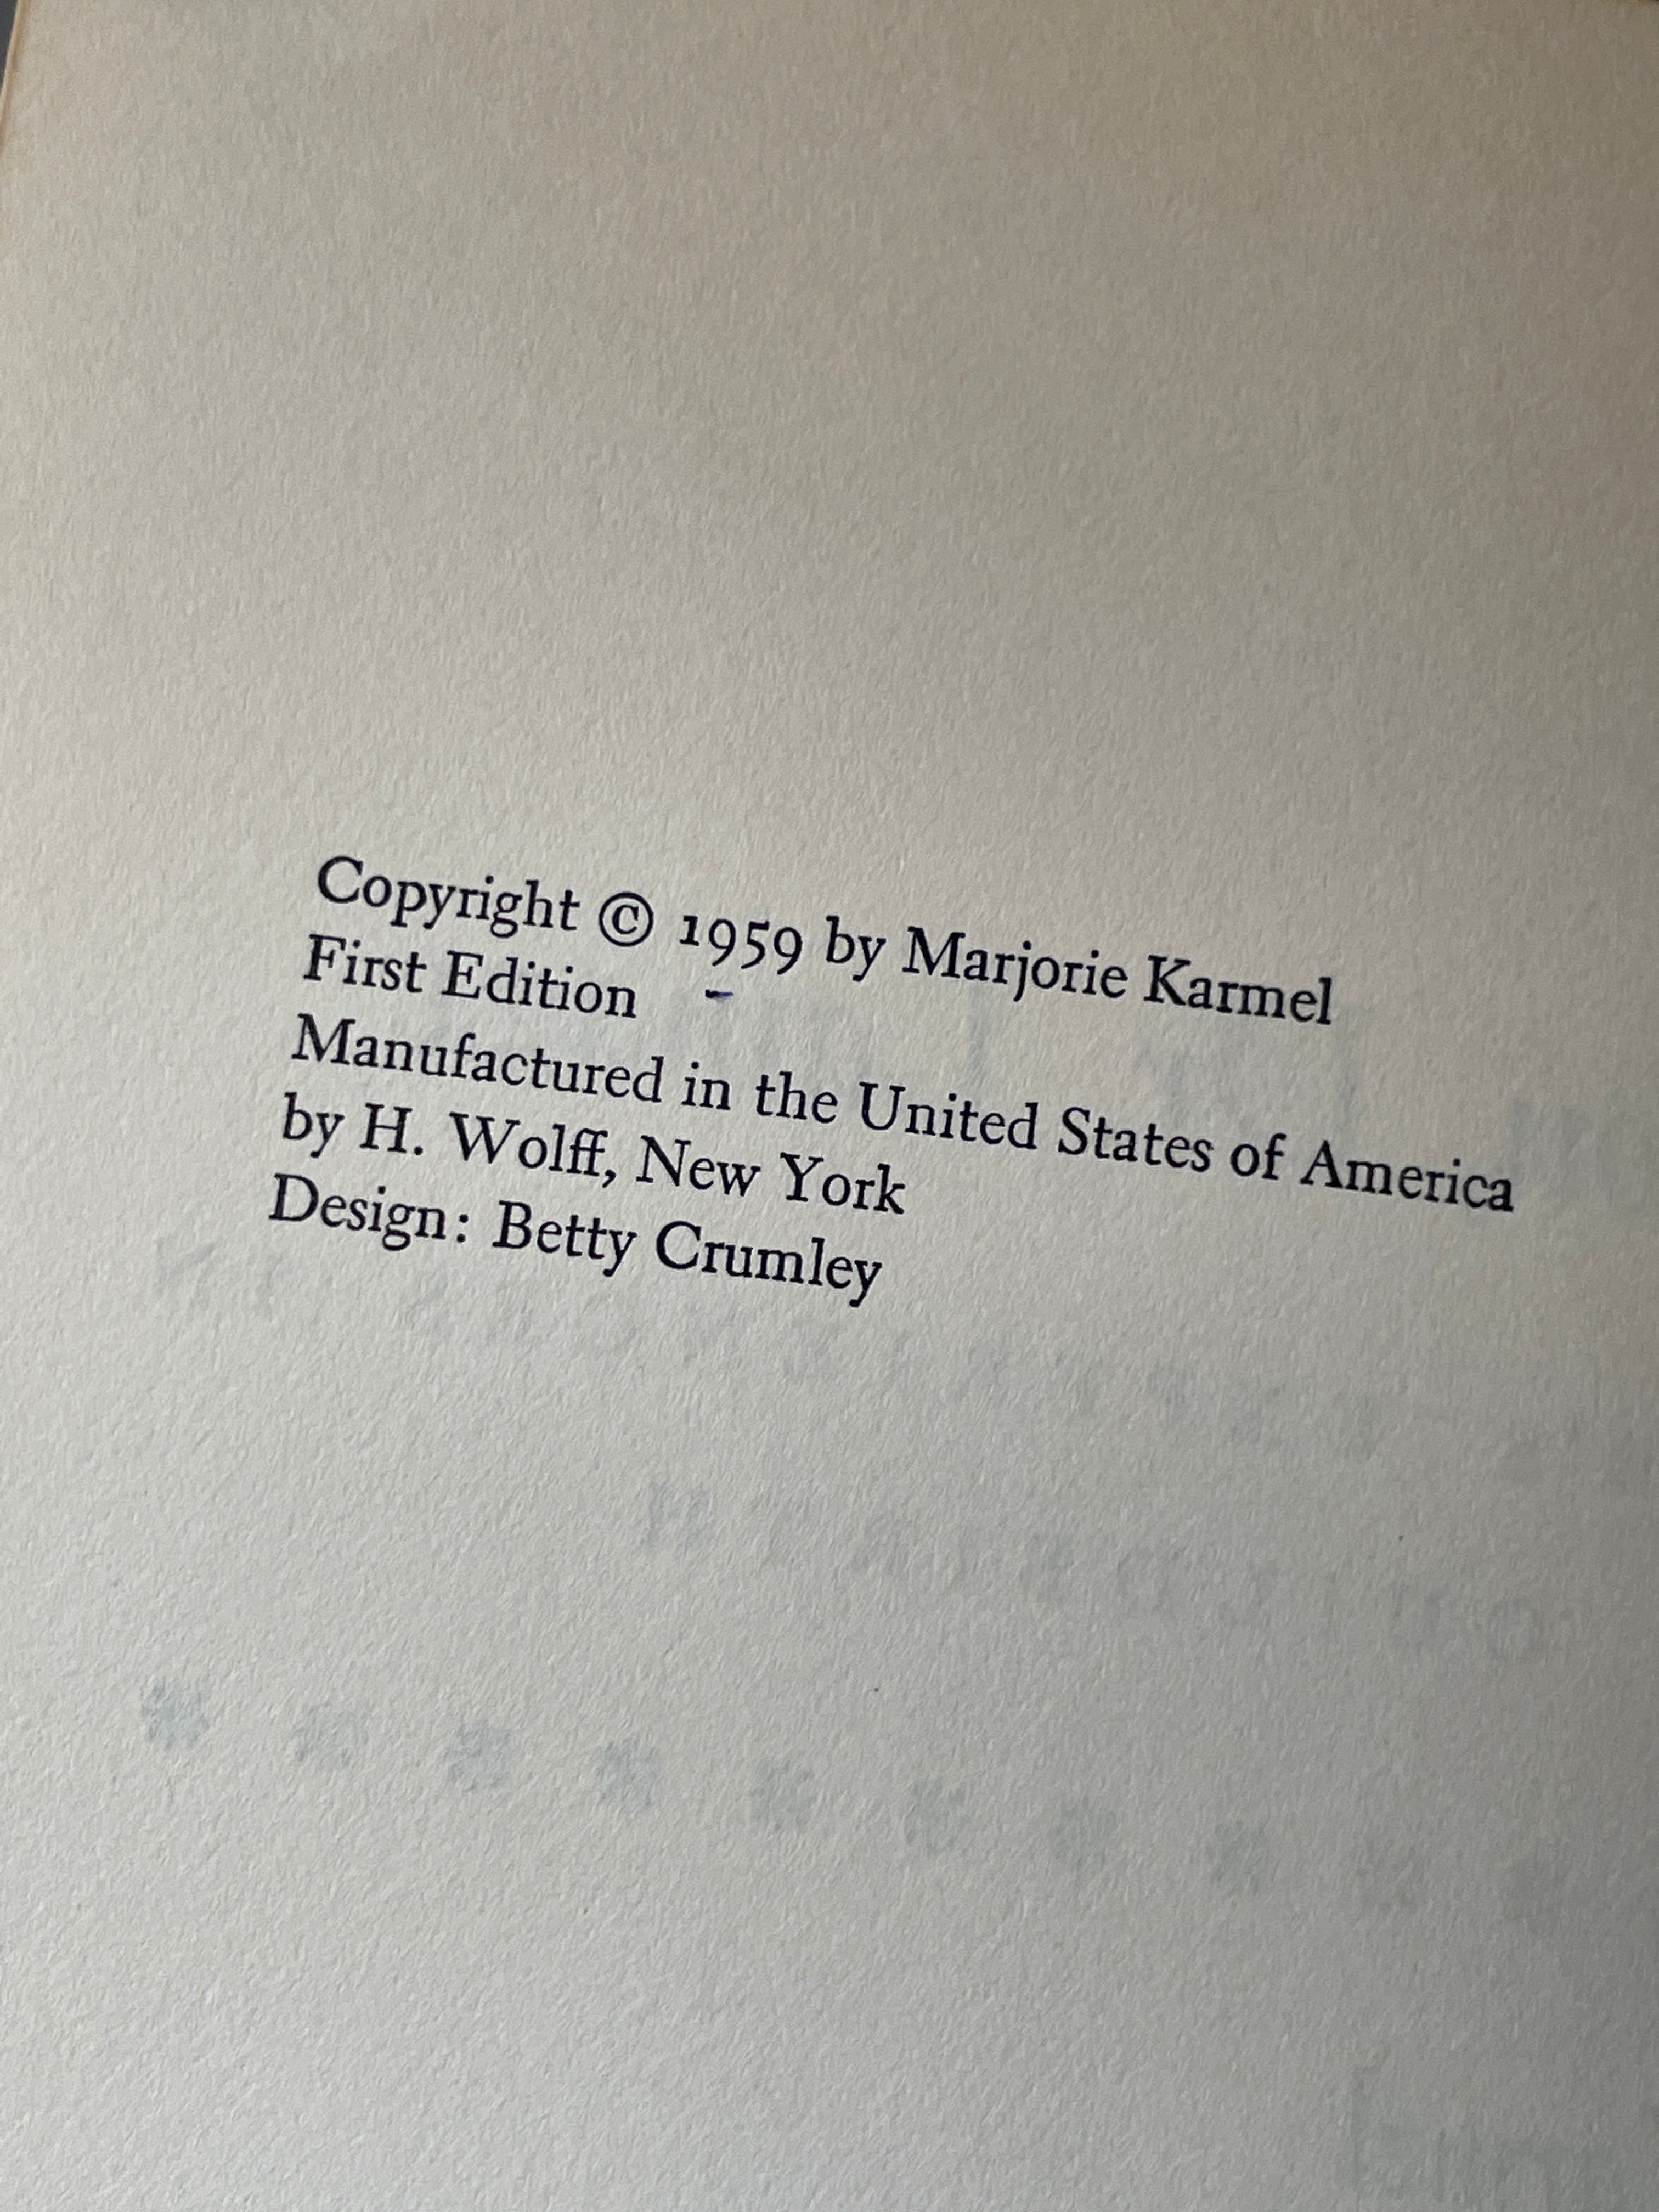 Copyright © 1959 by Marjorie Karmel
First Edition
Manufactured in the United States of America
by H. Wolff, New York
Design: Betty Crumley